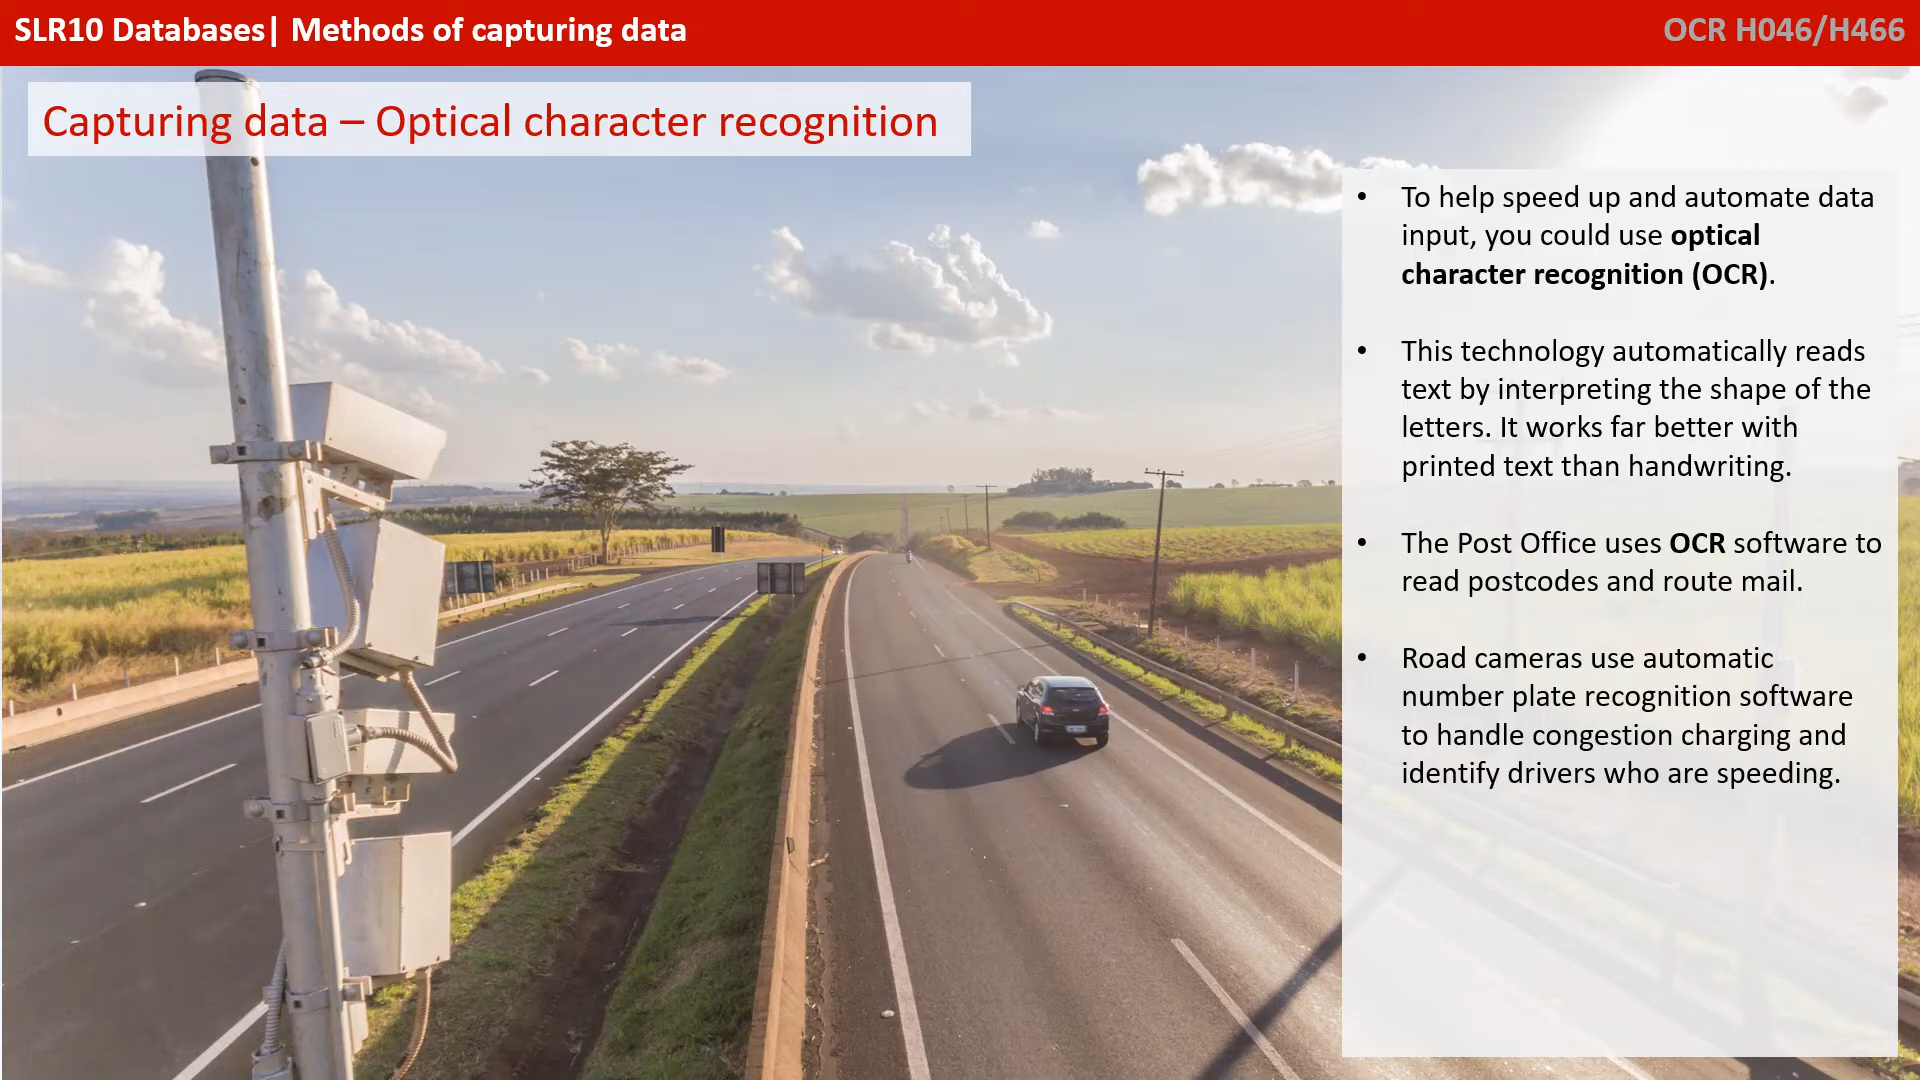 SLR10 Databases| Methods of capturing data
OCR H046/H466
Capturing data – Optical character recognition
• To help speed up and automate data
input, you could use optical
character recognition (OCR).
• This technology automatically reads
text by interpreting the shape of the
letters. It works far better with
printed text than handwriting.
• The Post Office uses OCR software to
read postcodes and route mail.
• Road cameras use automatic
number plate recognition software
to handle congestion charging and
identify drivers who are speeding.